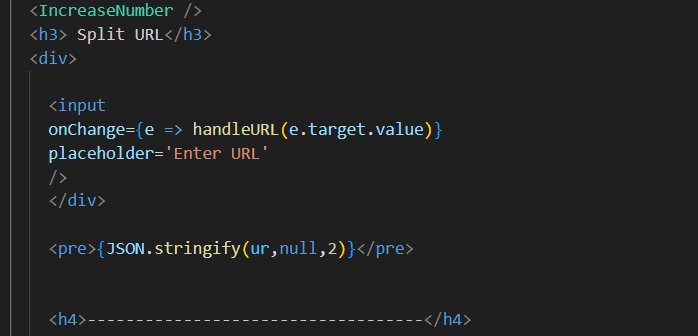 <IncreaseNumber />
<h3> Split URL</h3>
<div>
<input
onChange={e => handleURL(e.target.value)}
placeholder='Enter URL'
/>
</div>
<pre>{JSON.stringify(ur,null,2)}</pre>
<h4>---------------------------------</h4>